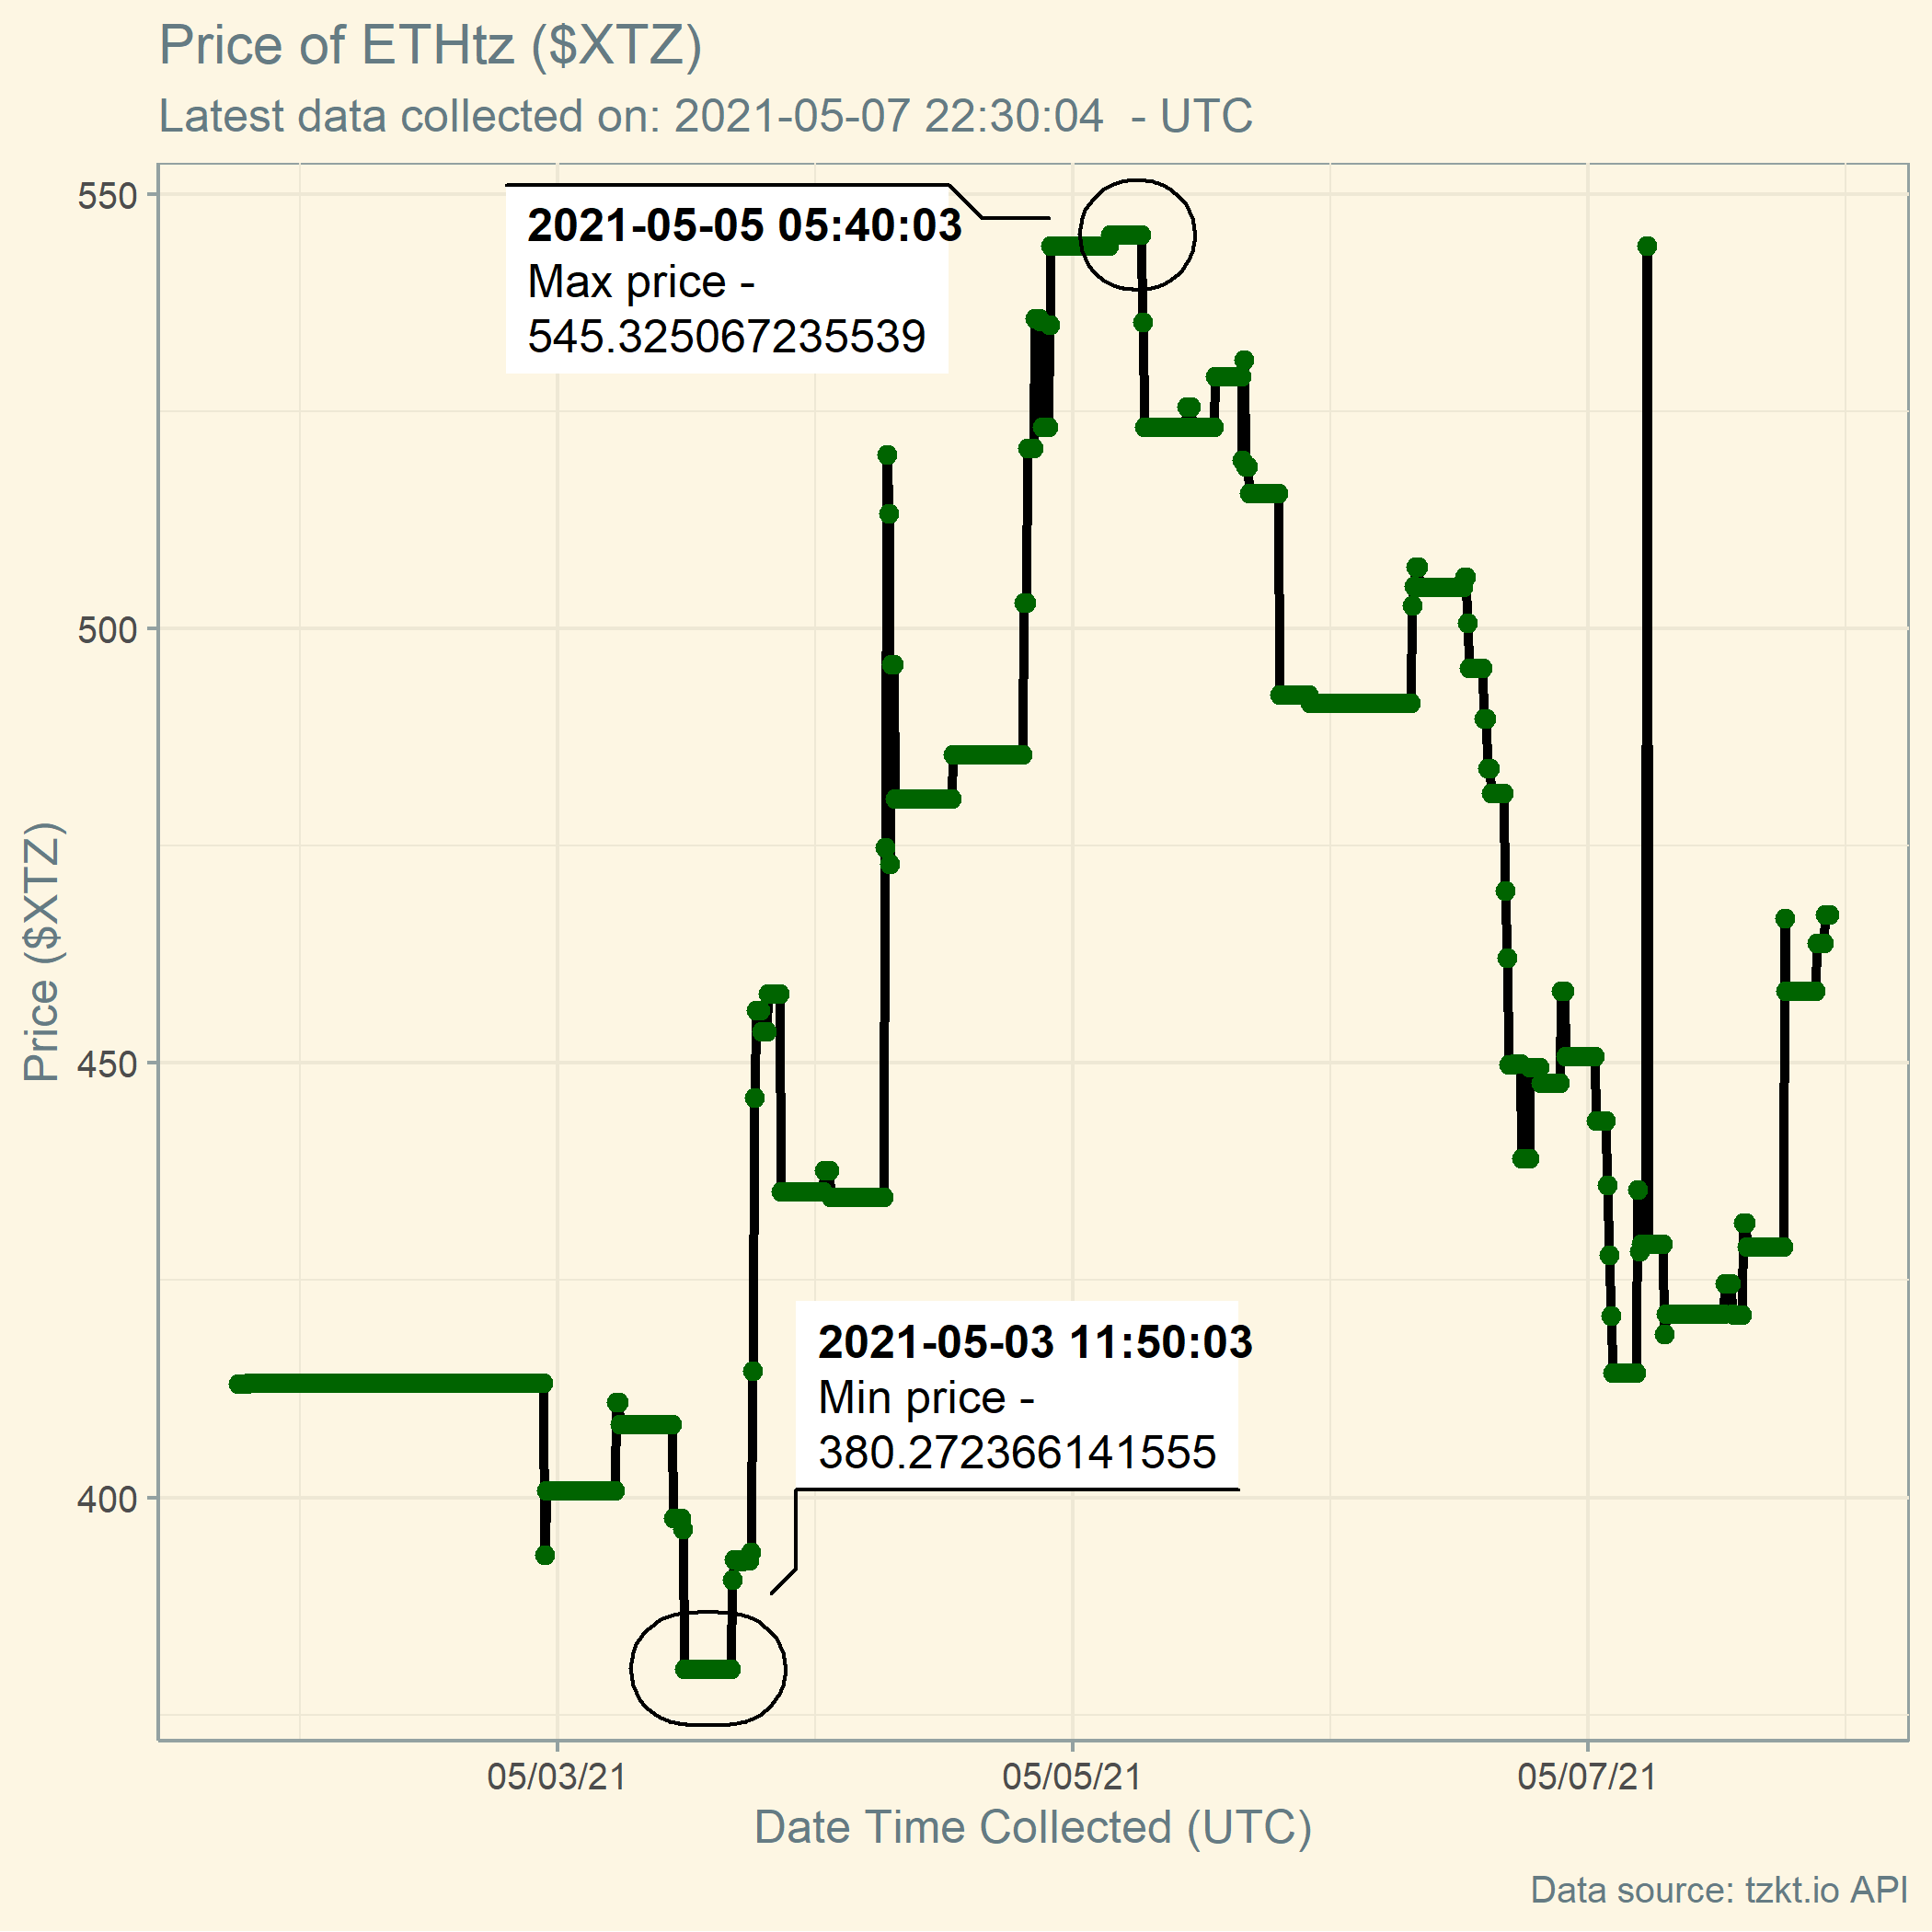 Price of ETHtz ($XTZ)
Latest data collected on: 2021-05-07 22:30:04  - UTC
550
2021-05-05 05:40:03
Max price -
545.325067235539
500
Price ($XTZ)
450
2021-05-03 11:50:03
Min price -
380.272366141555
400
05/03/21
05/05/21
05/07/21
Date Time Collected (UTC)
Data source: tzkt.io API